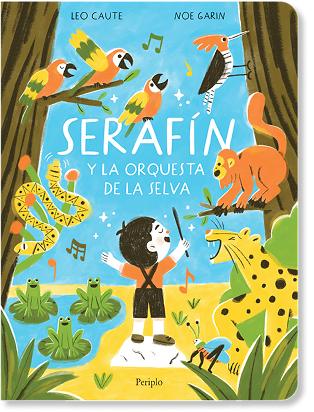 LEO CAUTE NOE GARIN
SERAFÍN
Y LA ORQUESTA
DE LA SELVA
Periplo